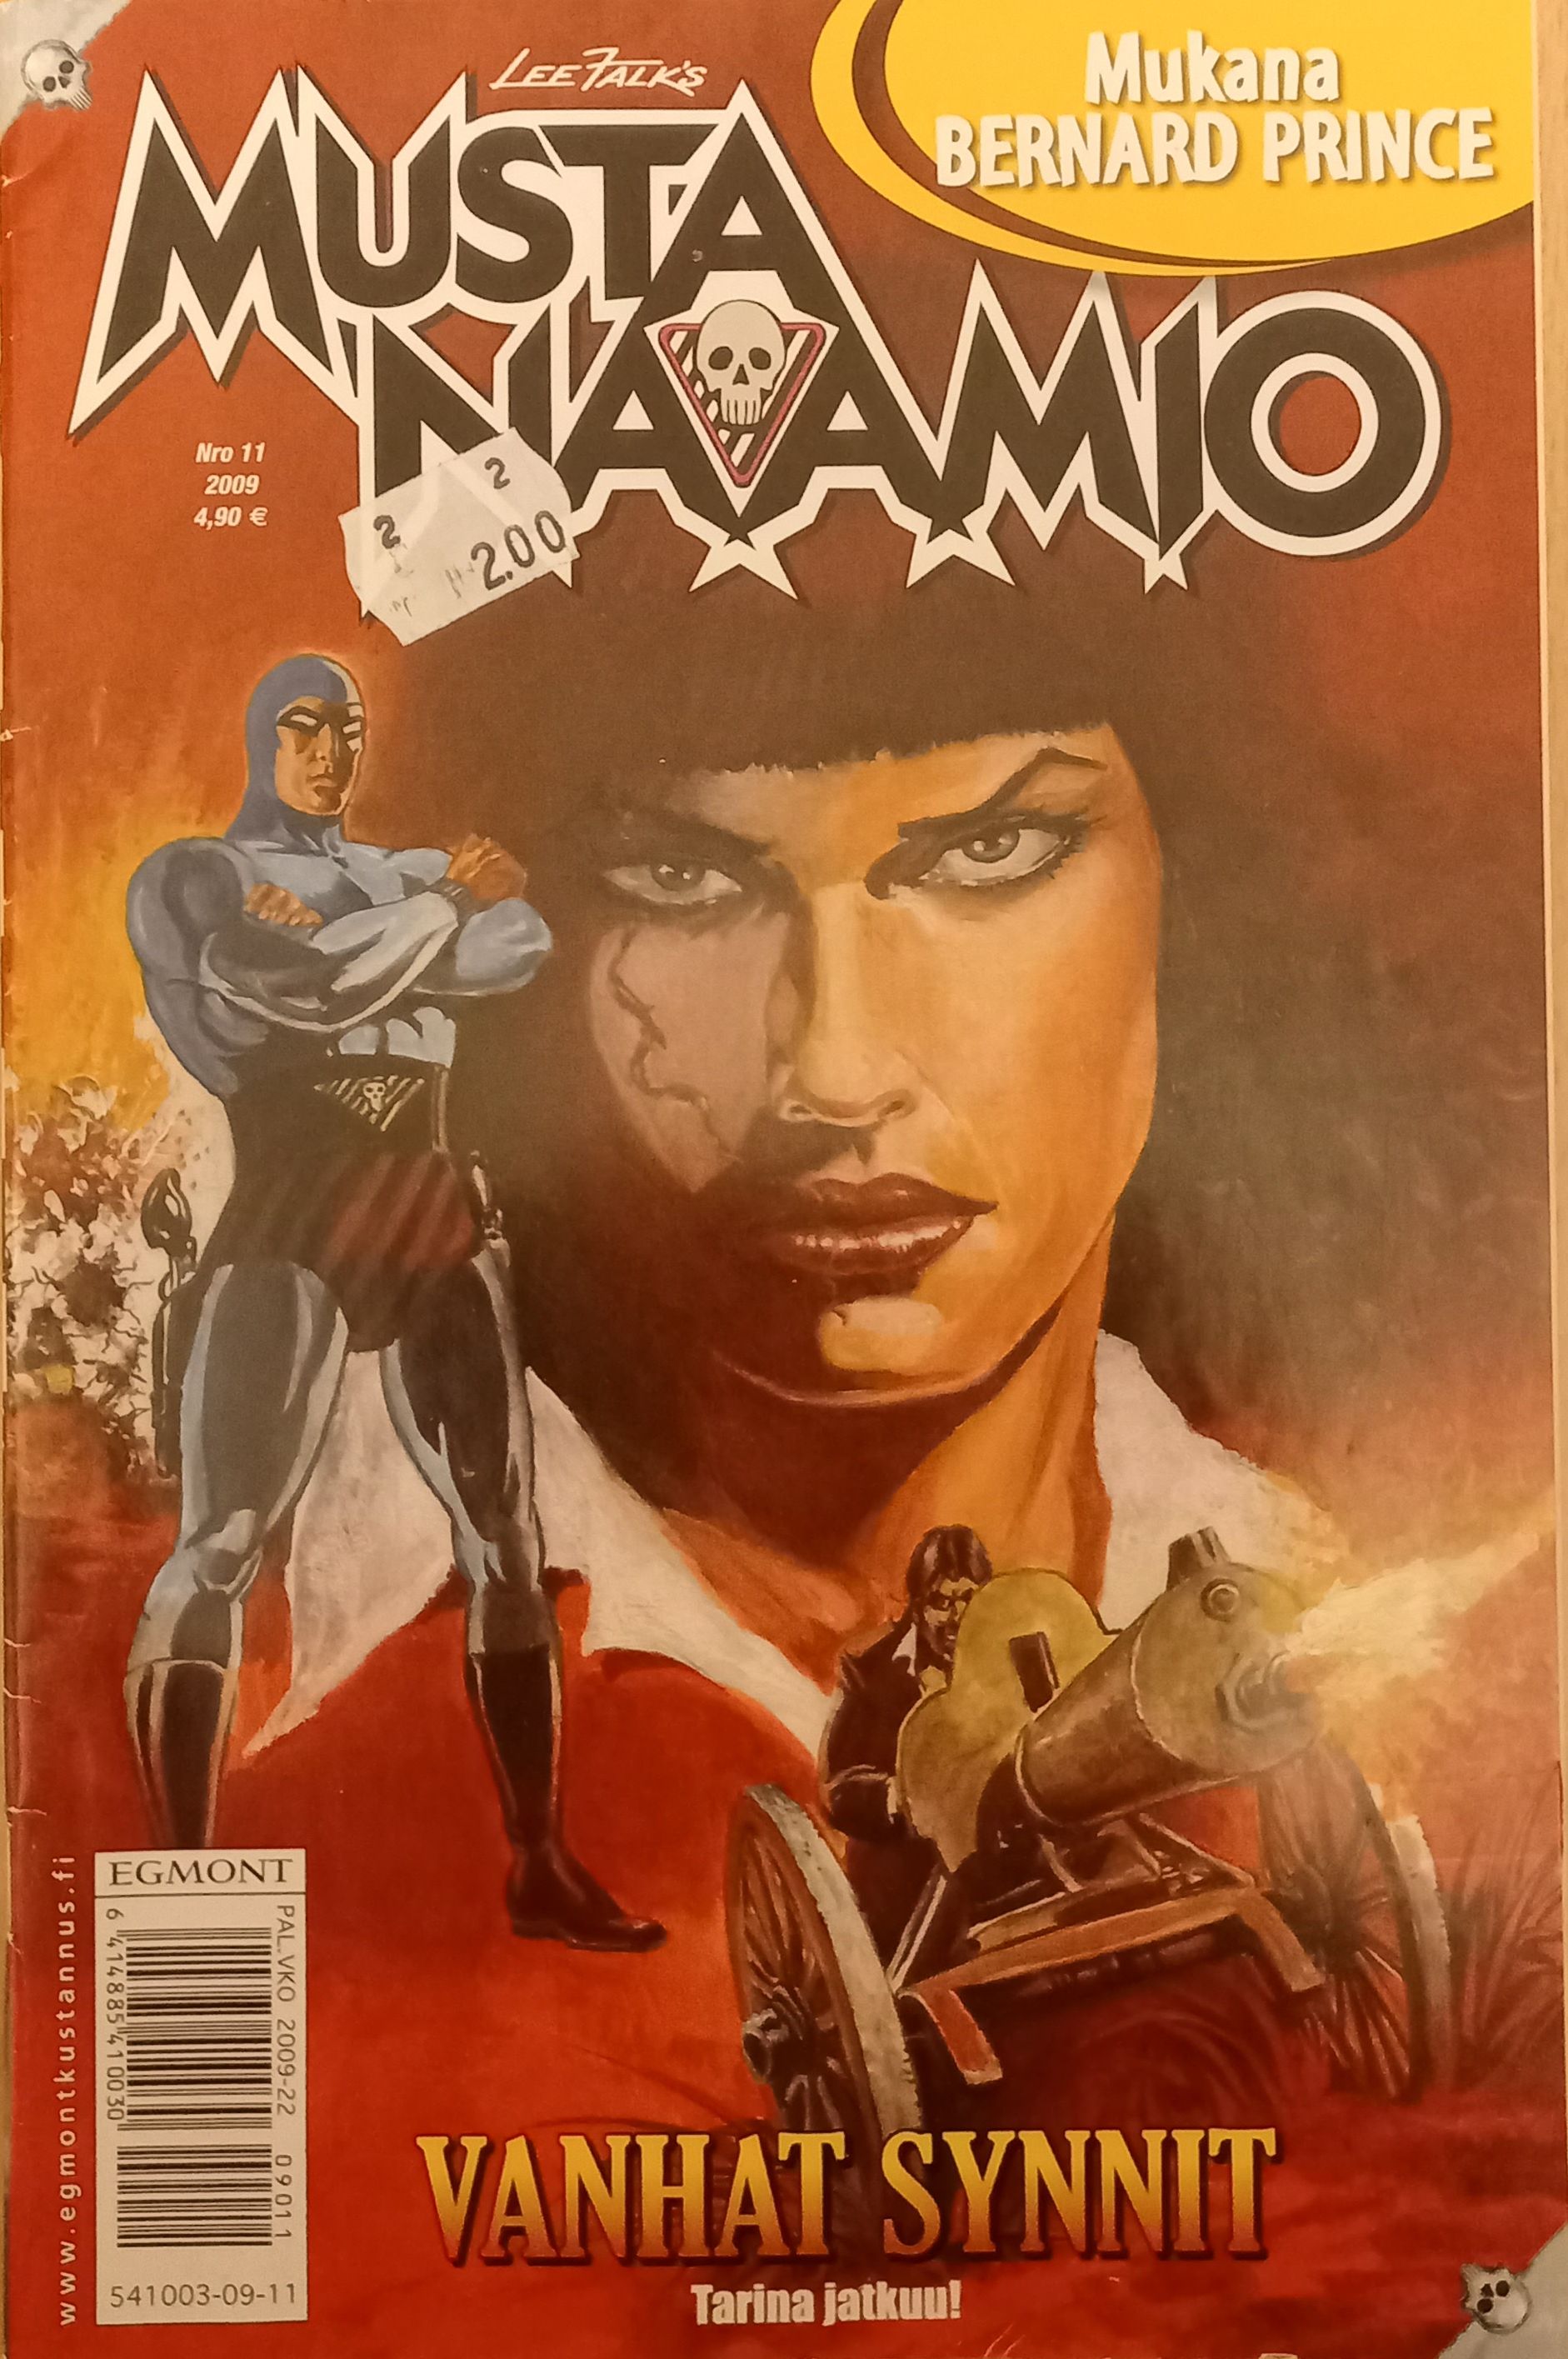 LEE FALK'S
MUSTA
NAAMIO
Mukana
BERNARD PRINCE
Nro 11
2009
4,90 €
2
2
2.00
www.egmontkustannus.fi
EGMONT
PAL.VKO 2009-22
09011
6 414885 410030
541003-09-11
VANHAT SYNNIT
Tarina jatkuu!